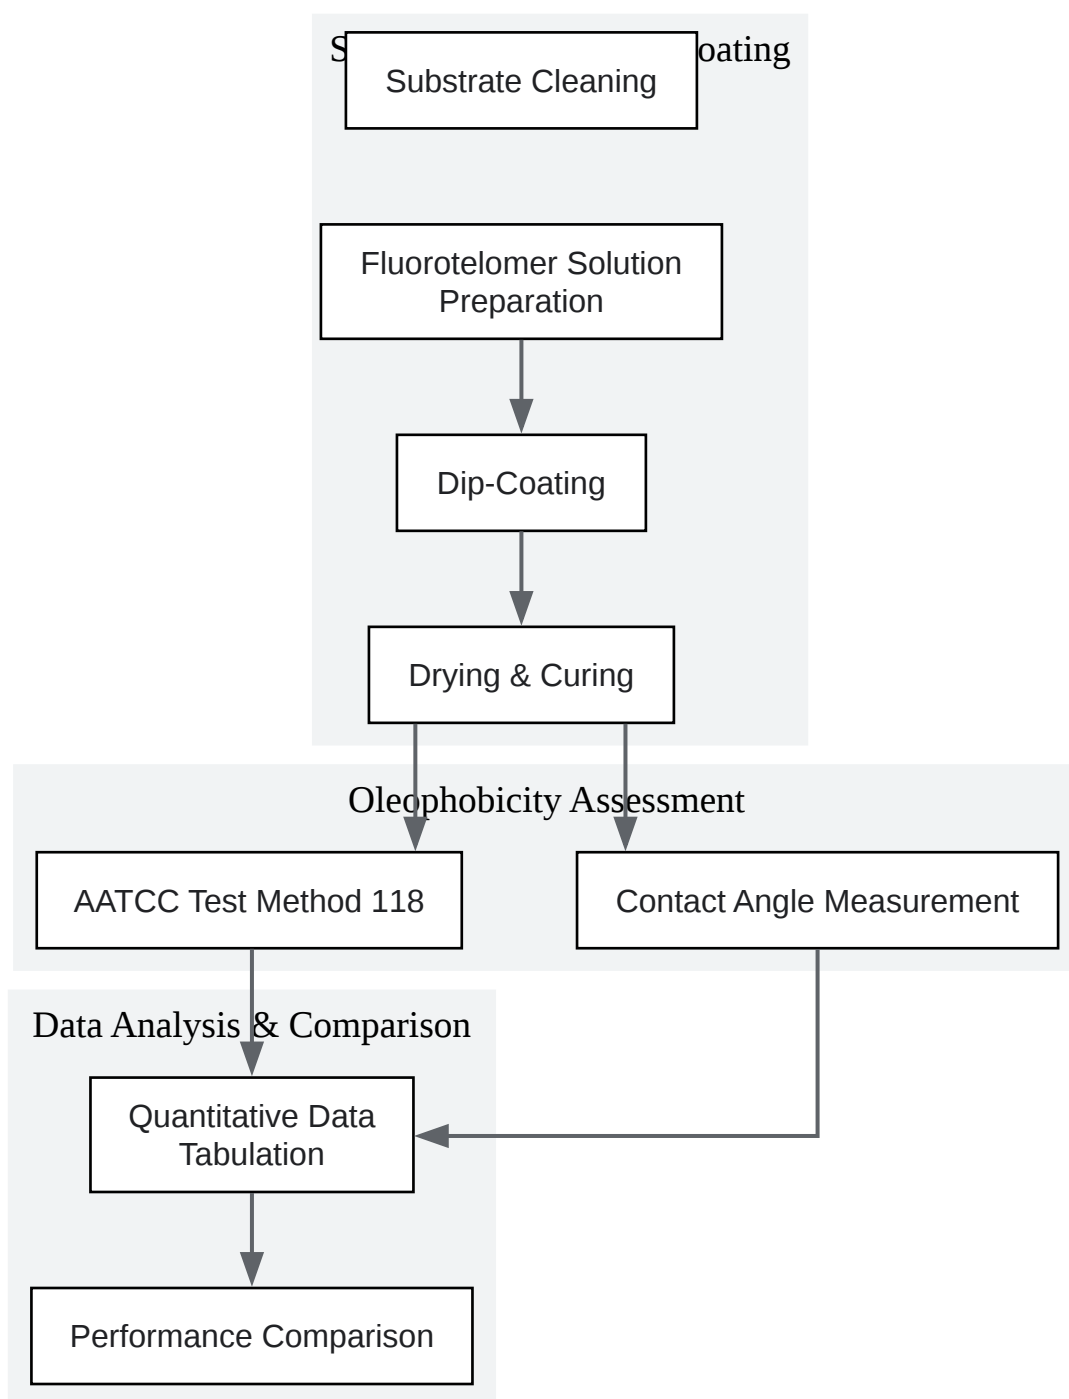 oating
Substrate Cleaning
Fluorotelomer Solution
Preparation
Dip-Coating
Drying & Curing
Oleophobicity Assessment
AATCC Test Method 118
Contact Angle Measurement
Data Analysis & Comparison
Quantitative Data
Tabulation
Performance Comparison